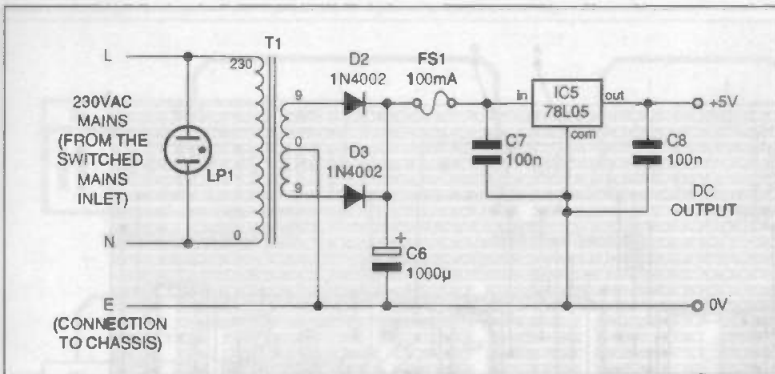 L
230VAC
MAINS
(FROM THE
SWITCHED
MAINS
INLET)
LP1
N
E
(CONNECTION
TO CHASSIS)
T1
230
0
9
0
9
D2
1N4002
D3
1N4002
+
C6
1000µ
FS1
100mA
in
IC5
78L05
out
com
C7
100n
C8
100n
+5V
DC
OUTPUT
0V